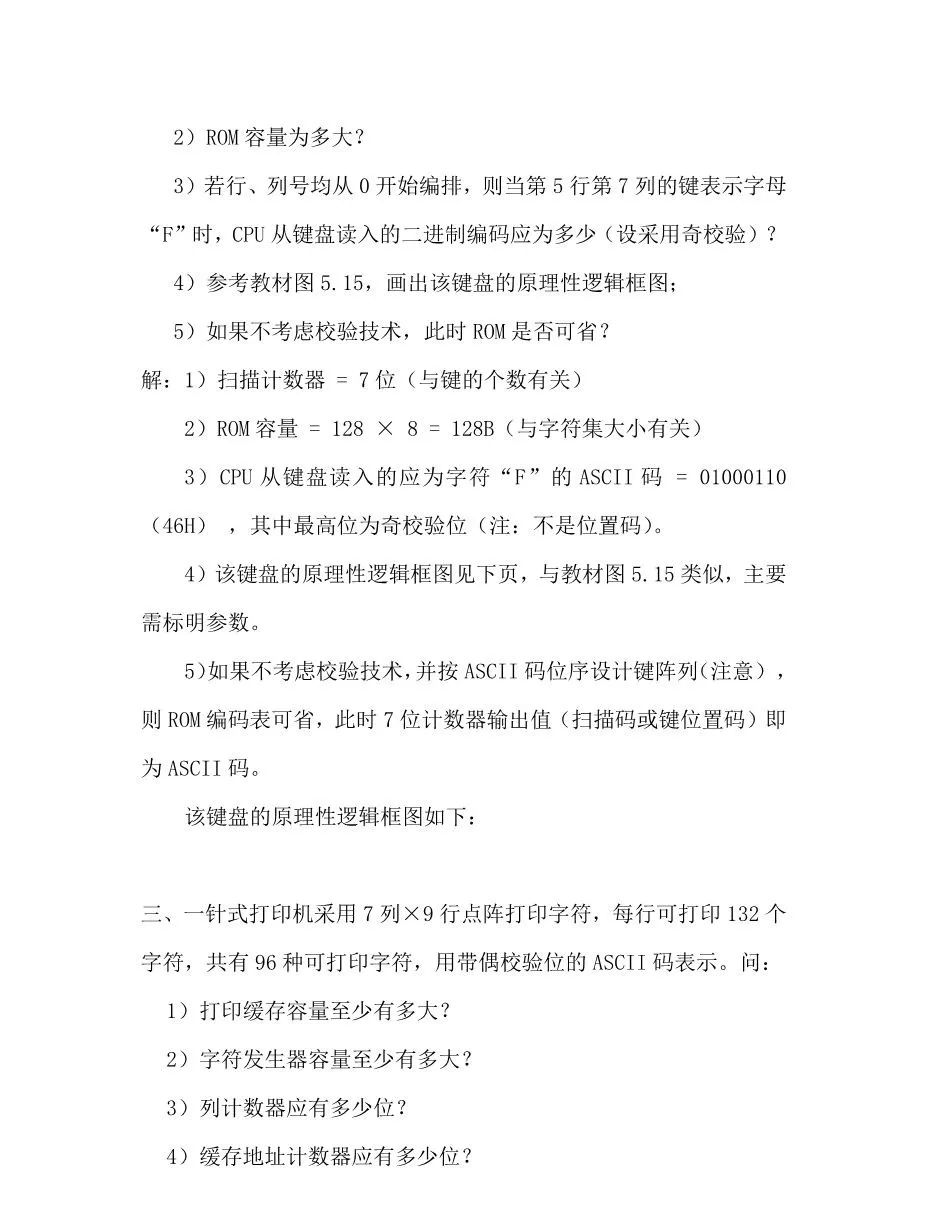 2）ROM 容量为多大？
3）若行、列号均从 0 开始编排，则当第 5 行第 7 列的键表示字母
“F”时，CPU 从键盘读入的二进制编码应为多少（设采用奇校验）？
4）参考教材图 5.15，画出该键盘的原理性逻辑框图；
5）如果不考虑校验技术，此时 ROM 是否可省？
解：1）扫描计数器 = 7 位（与键的个数有关）
2）ROM 容量 = 128 × 8 = 128B（与字符集大小有关）
3）CPU 从键盘读入的应为字符“F”的 ASCII 码 = 01000110
（46H） ，其中最高位为奇校验位（注：不是位置码）。
4）该键盘的原理性逻辑框图见下页，与教材图 5.15 类似，主要
需标明参数。
5）如果不考虑校验技术，并按 ASCII 码位序设计键阵列（注意），
则 ROM 编码表可省，此时 7 位计数器输出值（扫描码或键位置码）即
为 ASCII 码。
该键盘的原理性逻辑框图如下：
三、一针式打印机采用 7 列×9 行点阵打印字符，每行可打印 132 个
字符，共有 96 种可打印字符，用带偶校验位的 ASCII 码表示。问：
1）打印缓存容量至少有多大？
2）字符发生器容量至少有多大？
3）列计数器应有多少位？
4）缓存地址计数器应有多少位？